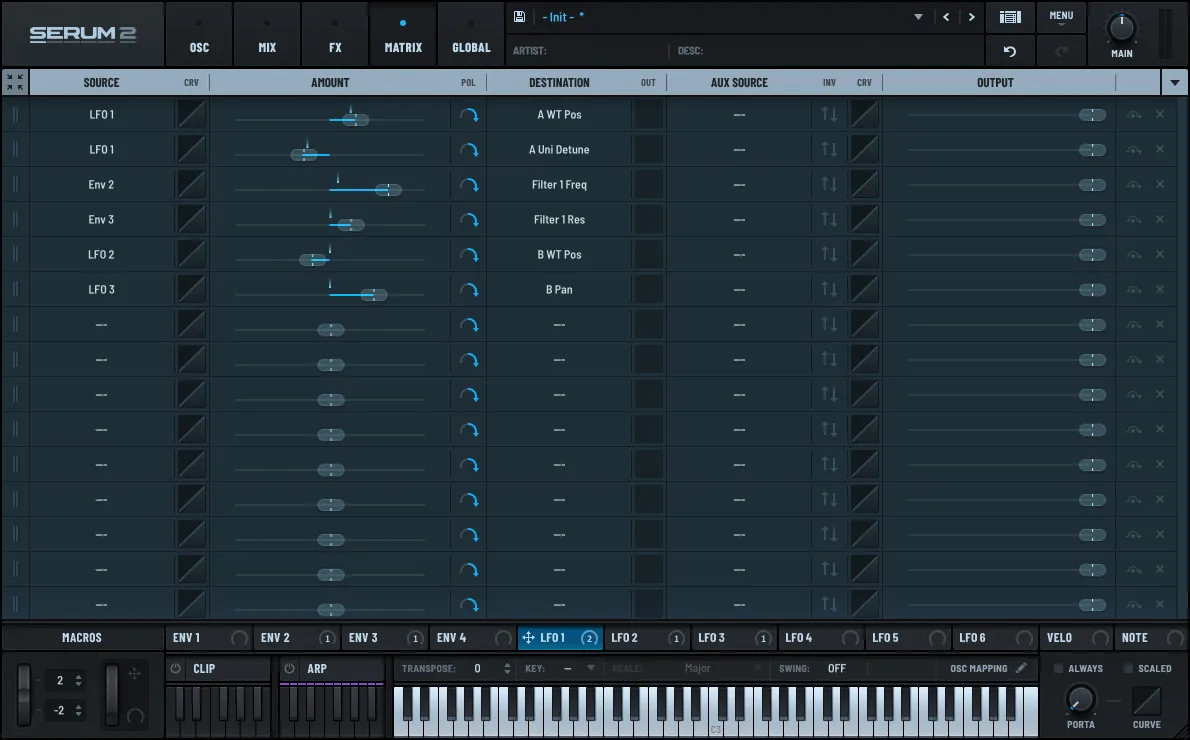 SERUM 2
OSC MIX FX MATRIX GLOBAL
- Init - *
MENU
ARTIST: DESC:
MAIN
SOURCE CRV AMOUNT POL DESTINATION OUT AUX SOURCE INV CRV OUTPUT
LFO 1 A WT Pos ---
LFO 1 A Uni Detune ---
Env 2 Filter 1 Freq ---
Env 3 Filter 1 Res ---
LFO 2 B WT Pos ---
LFO 3 B Pan ---
--- --- ---
--- --- ---
--- --- ---
--- --- ---
--- --- ---
--- --- ---
--- --- ---
--- --- ---
--- --- ---
MACROS ENV 1 ENV 2 1 ENV 3 1 ENV 4 LFO 1 2 LFO 2 1 LFO 3 1 LFO 4 LFO 5 LFO 6 VELO NOTE
CLIP ARP TRANSPOSE: 0 KEY: – SCALE: Major SWING: OFF OSC MAPPING ALWAYS SCALED
2
-2
C3
PORTA CURVE